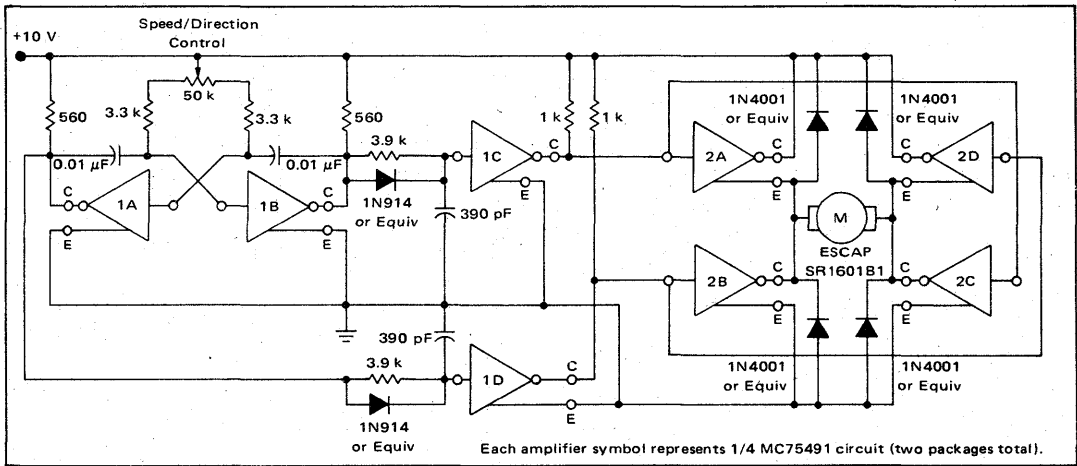 Speed/Direction
Control
+10 V
50 k
560
3.3 k
3.3 k
560
3.9 k
1 k
1 k
1N4001
or Equiv
1N4001
or Equiv
0.01 μF
0.01 μF
1C
C
E
2A
C
E
C
E
2D
C
1A
E
1B
C
E
1N914
or Equiv
390 pF
M
ESCAP
SR1601B1
2B
C
E
C
E
2C
390 pF
3.9 k
1D
C
E
1N914
or Equiv
1N4001
or Equiv
1N4001
or Equiv
Each amplifier symbol represents 1/4 MC75491 circuit (two packages total).